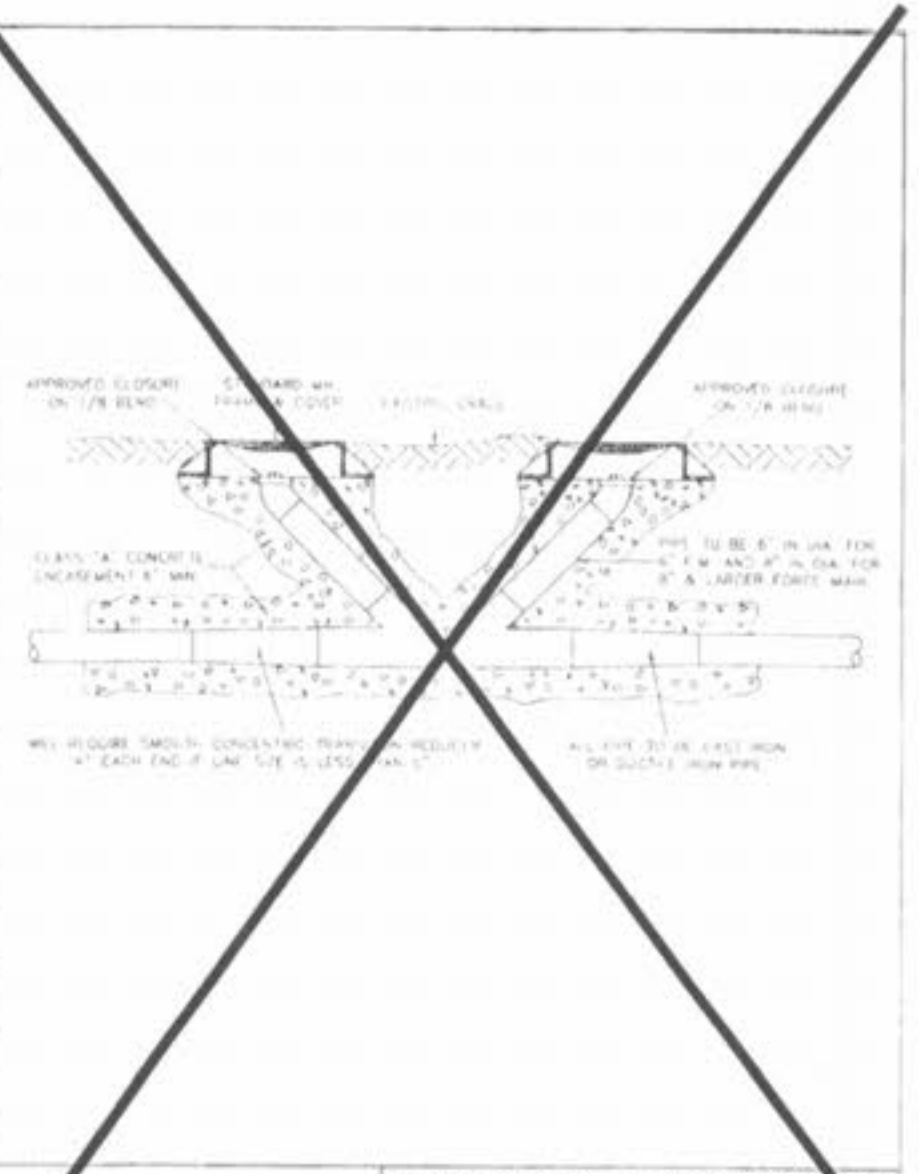 APPROVED CLOSURE
ON 1/8 BEND
STANDARD MH.
FRAME & COVER
APPROVED CLOSURE
ON 1/8 BEND
CLASS "A" CONCRETE
ENCASEMENT 6" MIN.
PIPE TO BE 6" IN DIA. FOR
6" F.M. AND 8" IN DIA. FOR
8" & LARGER FORCE MAIN
WILL REQUIRE SMOOTH CONCENTRIC TRANSITION
AT EACH END IF LINE SIZE IS LESS THAN
ALL PIPE TO BE CAST IRON
OR DUCTILE IRON PIPE